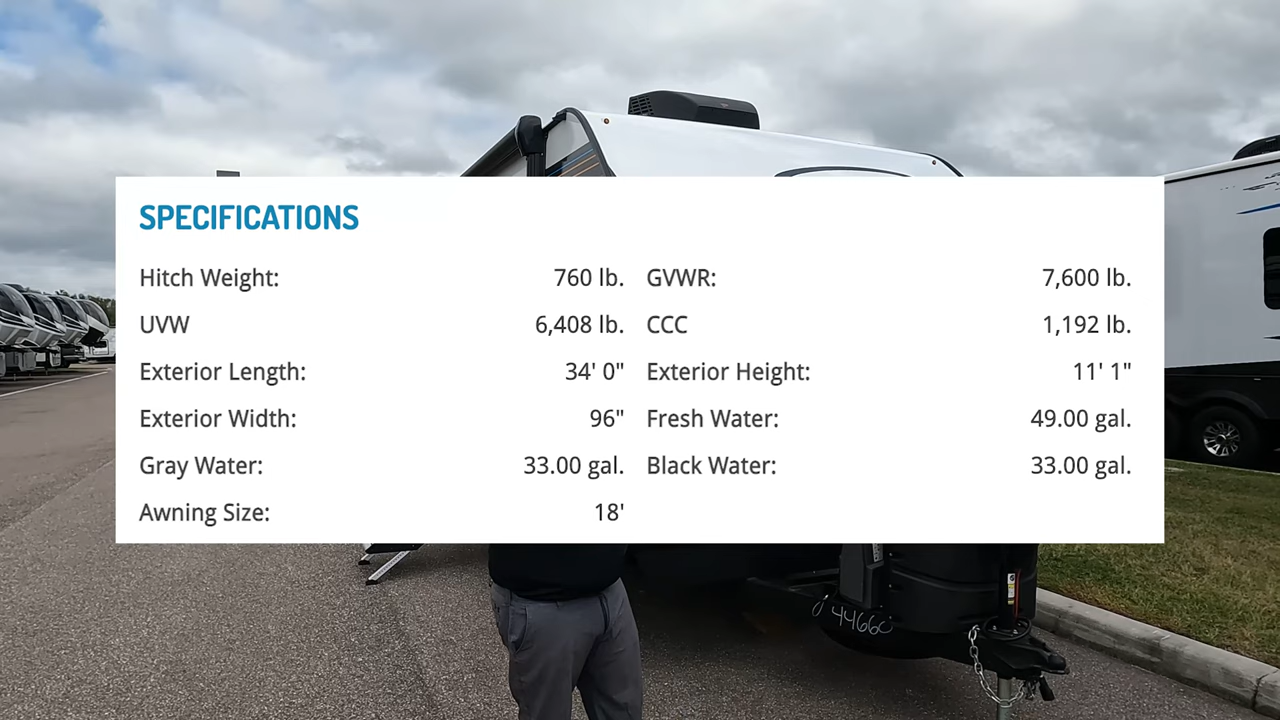 SPECIFICATIONS
Hitch Weight: 760 lb. GVWR: 7,600 lb.
UVW 6,408 lb. CCC 1,192 lb.
Exterior Length: 34' 0" Exterior Height: 11' 1"
Exterior Width: 96" Fresh Water: 49.00 gal.
Gray Water: 33.00 gal. Black Water: 33.00 gal.
Awning Size: 18'